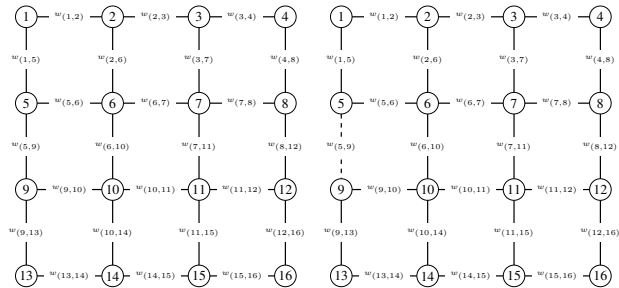 1 w(1,2) 2 w(2,3) 3 w(3,4) 4 1 w(1,2) 2 w(2,3) 3 w(3,4) 4
w(1,5) w(2,6) w(3,7) w(4,8) w(1,5) w(2,6) w(3,7) w(4,8)
5 w(5,6) 6 w(6,7) 7 w(7,8) 8 5 w(5,6) 6 w(6,7) 7 w(7,8) 8
w(5,9) w(6,10) w(7,11) w(8,12) w(5,9) w(6,10) w(7,11) w(8,12)
9 w(9,10) 10 w(10,11) 11 w(11,12) 12 9 w(9,10) 10 w(10,11) 11 w(11,12) 12
w(9,13) w(10,14) w(11,15) w(12,16) w(9,13) w(10,14) w(11,15) w(12,16)
13 w(13,14) 14 w(14,15) 15 w(15,16) 16 13 w(13,14) 14 w(14,15) 15 w(15,16) 16